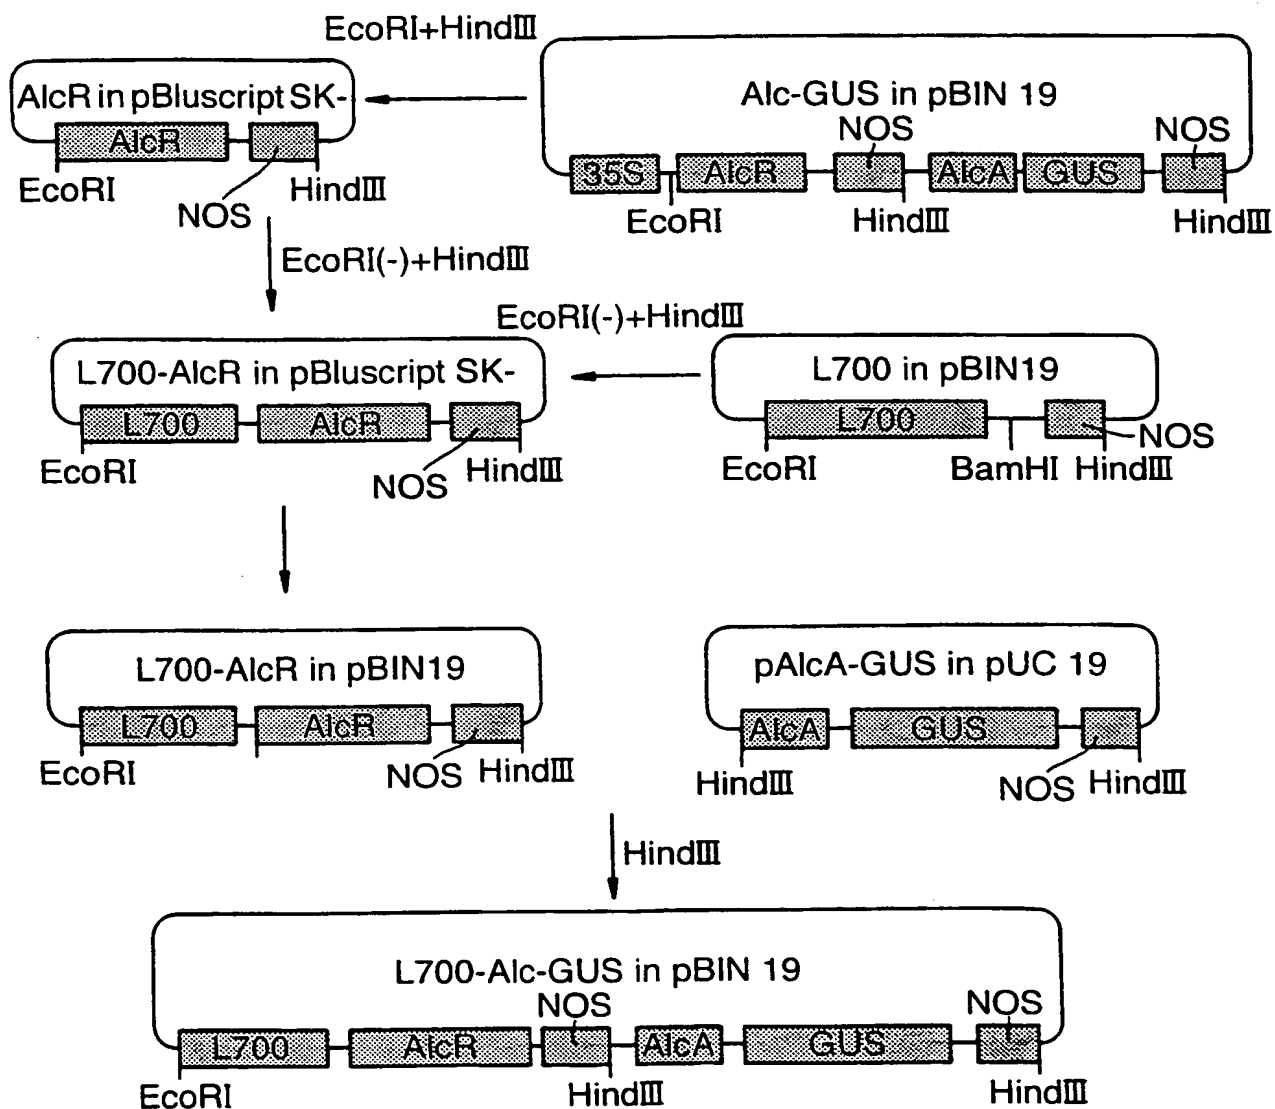 EcoRI+HindⅢ
AlcR in pBluscript SK-
AlcR
EcoRI
NOS
HindⅢ
Alc-GUS in pBIN 19
NOS
NOS
35S
AlcR
AlcA
GUS
EcoRI
HindⅢ
HindⅢ
EcoRI(-)+HindⅢ
EcoRI(-)+HindⅢ
L700-AlcR in pBluscript SK-
L700
AlcR
EcoRI
NOS
HindⅢ
L700 in pBIN19
L700
NOS
EcoRI
BamHI
HindⅢ
L700-AlcR in pBIN19
L700
AlcR
EcoRI
NOS
HindⅢ
pAlcA-GUS in pUC 19
AlcA
GUS
HindⅢ
NOS
HindⅢ
HindⅢ
L700-Alc-GUS in pBIN 19
NOS
NOS
L700
AlcR
AlcA
GUS
EcoRI
HindⅢ
HindⅢ